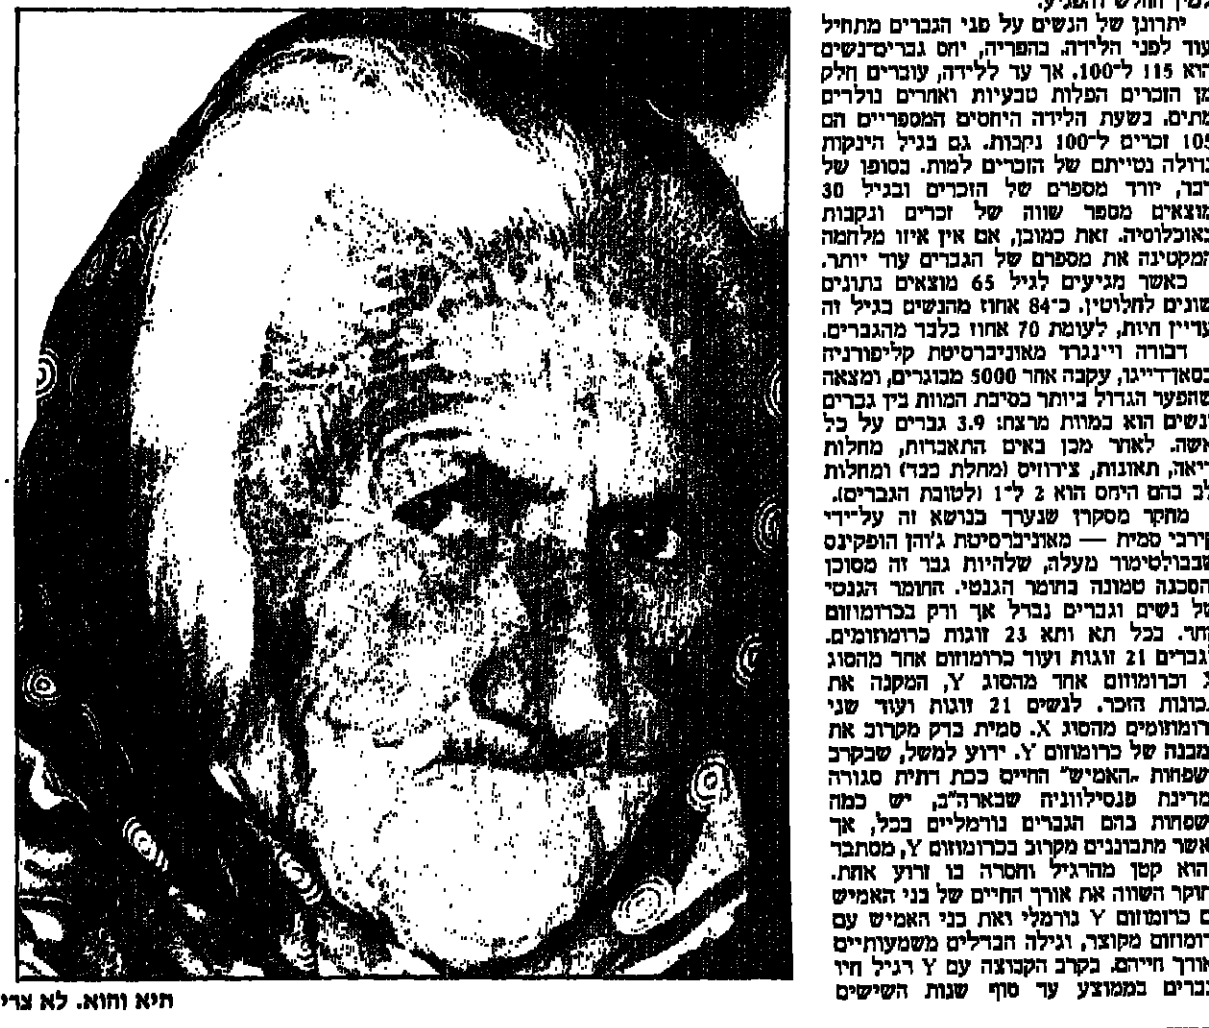 למין החלש והפגיע.
יתרונן של הנשים על פני הגברים מתחיל
עוד לפני הלידה. בהפריה, יחס גברים־נשים
הוא 115 ל־100. אך עד ללידה, עוברים חלק
מן הזכרים הפלות טבעיות ואחרים נולדים
מתים. בשעת הלידה היחסים המספריים הם
105 זכרים ל־100 נקבות. גם בגיל הינקות
גדולה נטייתם של הזכרים למות. בסופו של
דבר, יורד מספרם של הזכרים ובגיל 30
מוצאים מספר שווה של זכרים ונקבות
באוכלוסיה. זאת כמובן, אם אין איזו מלחמה
המקטינה את מספרם של הגברים עוד יותר.
כאשר מגיעים לגיל 65 מוצאים נתונים
שונים לחלוטין. כ־84 אחוז מהנשים בגיל זה
עדיין חיות, לעומת 70 אחוז בלבד מהגברים.
דבורה ויינגרד מאוניברסיטת קליפורניה
בסאן־דייגו, עקבה אחר 5000 מבוגרים, ומצאה
שהפער הגדול ביותר בסיבת המוות בין גברים
לנשים הוא במוות מרצח: 3.9 גברים על כל
אשה. לאחר מכן באים התאבדות, מחלות
ריאה, תאונות, צירוזיס (מחלת כבד) ומחלות
לב בהם היחס הוא 2 ל־1 (לטובת הגברים).
מחקר מסקרן שנערך בנושא זה על־ידי
קירבי סמית — מאוניברסיטת ג'והן הופקינס
שבבולטימור מעלה, שלהיות גבר זה מסוכן
והסכנה טמונה בחומר הגנטי. החומר הגנטי
של נשים וגברים נבדל אך ורק בכרומוזום
אחד. בכל תא ותא 23 זוגות כרומוזומים.
לגברים 21 זוגות ועוד כרומוזום אחד מהסוג
X וכרומוזום אחד מהסוג Y, המקנה את
תכונות הזכר. לנשים 21 זוגות ועוד שני
כרומוזומים מהסוג X. סמית בדק מקרוב את
המבנה של כרומוזום Y. ידוע למשל, שבקרב
משפחות „האמיש" החיים ככת דתית סגורה
במדינת פנסילווניה שבארה"ב, יש כמה
משפחות בהם הגברים נורמליים בכל, אך
כאשר מתבוננים מקרוב בכרומוזום Y, מסתבר
שהוא קטן מהרגיל וחסרה בו זרוע אחת.
החוקר השווה את אורך החיים של בני האמיש
עם כרומוזום Y נורמלי ואת בני האמיש עם
כרומוזום מקוצר, וגילה הבדלים משמעותיים
באורך חייהם. בקרב הקבוצה עם Y רגיל חיו
גברים בממוצע עד סוף שנות השישים
היא והוא. לא צרי